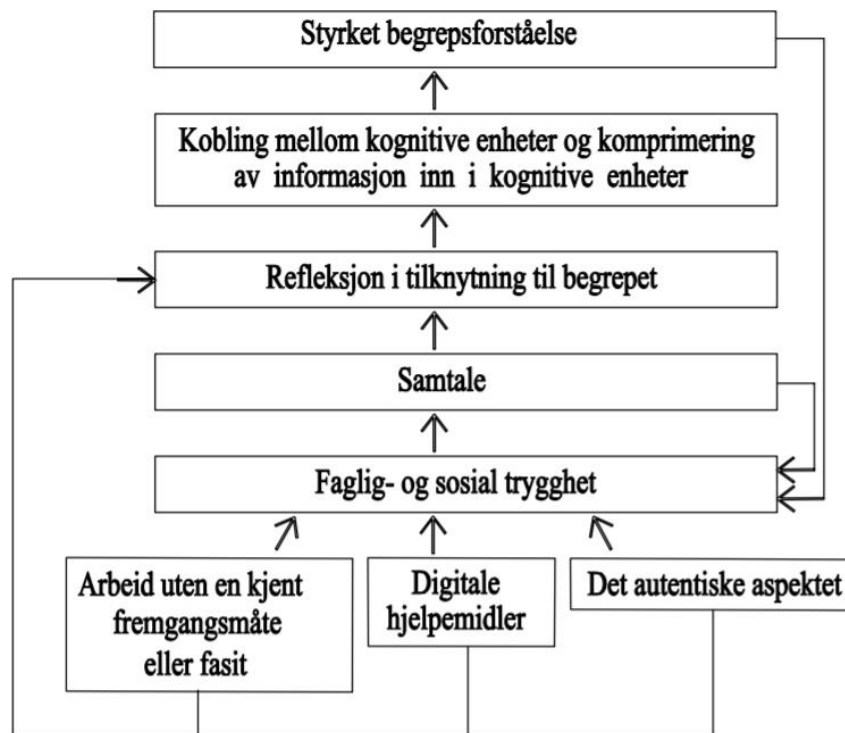 Styrket begrepsforståelse
Kobling mellom kognitive enheter og komprimering
av informasjon inn i kognitive enheter
Refleksjon i tilknytning til begrepet
Samtale
Faglig- og sosial trygghet
Arbeid uten en kjent
fremgangsmåte
eller fasit
Digitale
hjelpemidler
Det autentiske aspektet